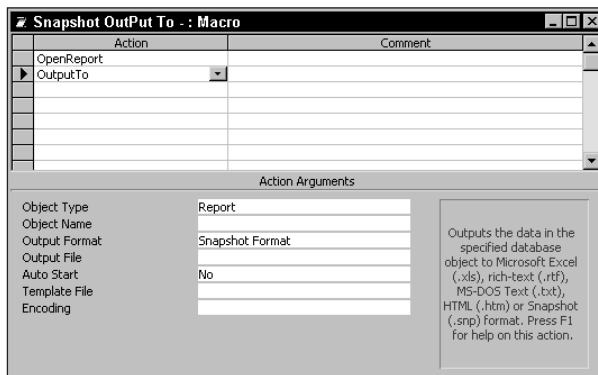 Snapshot OutPut To - : Macro
Action Comment
OpenReport
OutputTo
Action Arguments
Object Type Report
Object Name
Output Format Snapshot Format
Output File
Auto Start No
Template File
Encoding
Outputs the data in the
specified database
object to Microsoft Excel
(.xls), rich-text (.rtf),
MS-DOS Text (.txt),
HTML (.htm) or Snapshot
(.snp) format. Press F1
for help on this action.